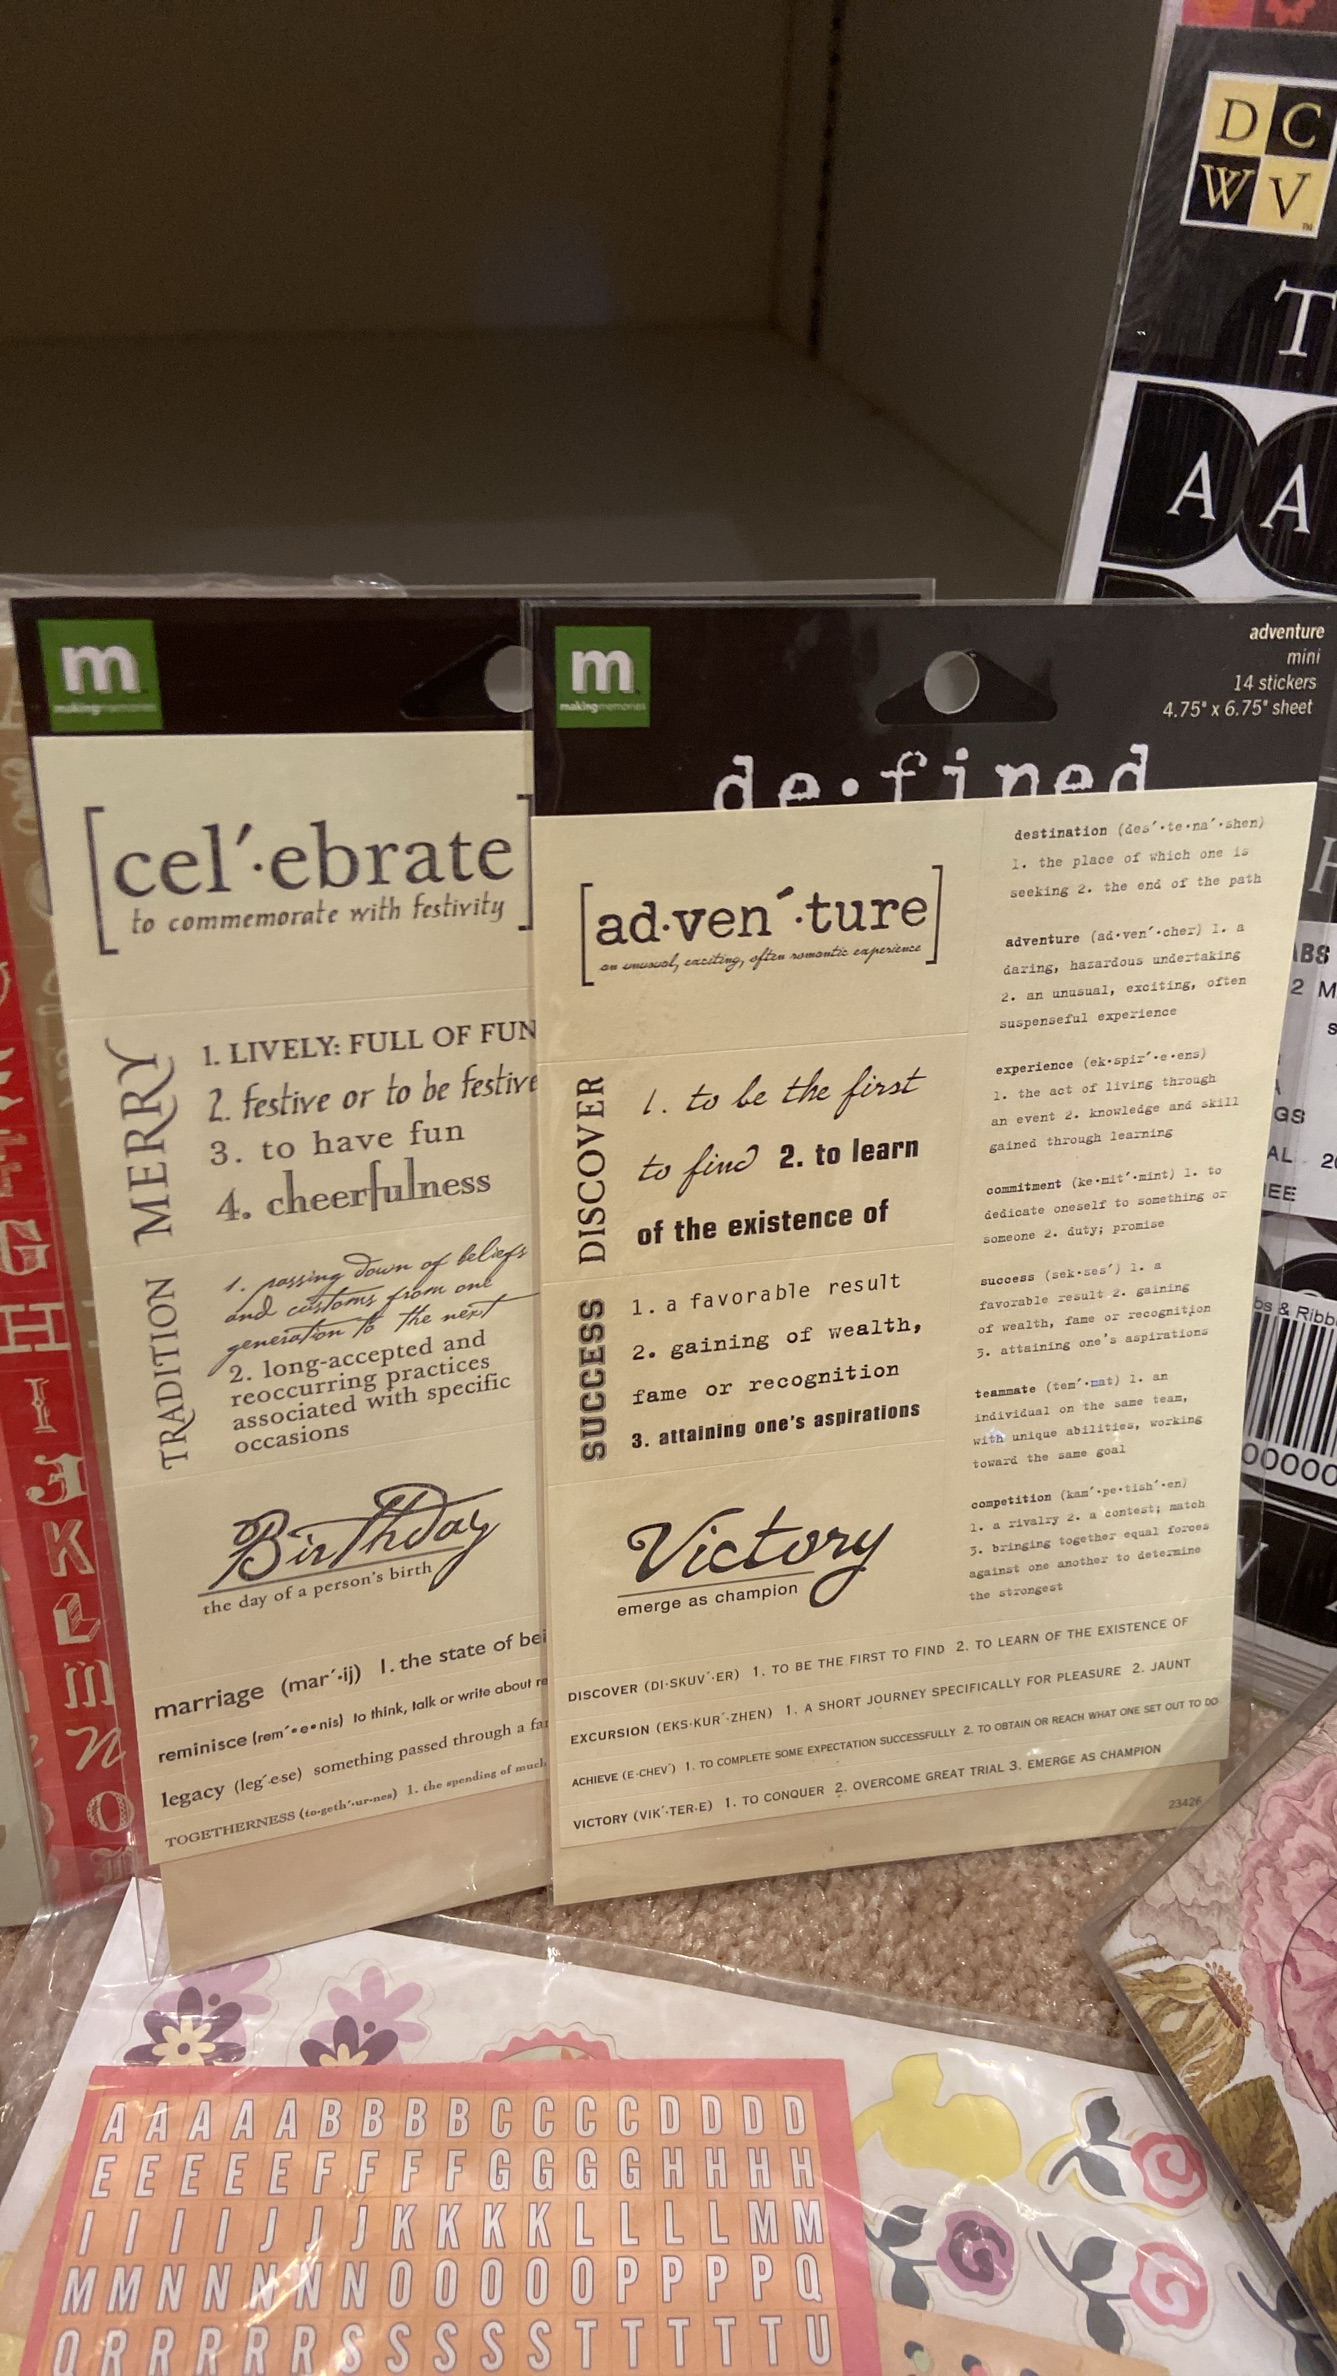 D C
W V
TM
T
A A
m
makingmemories
[cel´·ebrate]
to commemorate with festivity
MERRY
1. LIVELY: FULL OF FUN
2. festive or to be festive
3. to have fun
4. cheerfulness
TRADITION
1. passing down of beliefs
and customs from one
generation to the next
2. long-accepted and
reoccurring practices
associated with specific
occasions
Birthday
the day of a person's birth
marriage (mar´·ij) 1. the state of bei
reminisce (rem´•e•nis) to think, talk or write about re
legacy (leg´·e·se) something passed through a fa
TOGETHERNESS (to·geth´·ur·nes) 1. the spending of much
m
makingmemories
adventure
mini
14 stickers
4.75" x 6.75" sheet
de·fined
[ad·ven´·ture]
an unusual, exciting, often romantic experience
DISCOVER
1. to be the first
to find 2. to learn
of the existence of
SUCCESS
1. a favorable result
2. gaining of wealth,
fame or recognition
3. attaining one's aspirations
Victory
emerge as champion
destination (des´·te·na´·shen)
1. the place of which one is
seeking 2. the end of the path
adventure (ad·ven´·cher) 1. a
daring, hazardous undertaking
2. an unusual, exciting, often
suspenseful experience
experience (ek·spir´·e·ens)
1. the act of living through
an event 2. knowledge and skill
gained through learning
commitment (ke·mit´·mint) 1. to
dedicate oneself to something or
someone 2. duty; promise
success (sek·ses´) 1. a
favorable result 2. gaining
of wealth, fame or recognition
3. attaining one's aspirations
teammate (tem´·mat) 1. an
individual on the same team,
with unique abilities, working
toward the same goal
competition (kam´·pe·tish´·en)
1. a rivalry 2. a contest; match
3. bringing together equal forces
against one another to determine
the strongest
DISCOVER (DI·SKUV´·ER) 1. TO BE THE FIRST TO FIND 2. TO LEARN OF THE EXISTENCE OF
EXCURSION (EKS·KUR´·ZHEN) 1. A SHORT JOURNEY SPECIFICALLY FOR PLEASURE 2. JAUNT
ACHIEVE (E·CHEV´) 1. TO COMPLETE SOME EXPECTATION SUCCESSFULLY 2. TO OBTAIN OR REACH WHAT ONE SET OUT TO DO
VICTORY (VIK´·TER·E) 1. TO CONQUER 2. OVERCOME GREAT TRIAL 3. EMERGE AS CHAMPION
23426
G
H
I
J
K
L
m
n
O
A A A A A B B B B C C C C D D D D
E E E E E F F F F G G G G H H H H
I I I I J J J K K K K L L L L M M
M M N N N N N O O O O O P P P P Q
Q R R R R R S S S S S T T T T T U